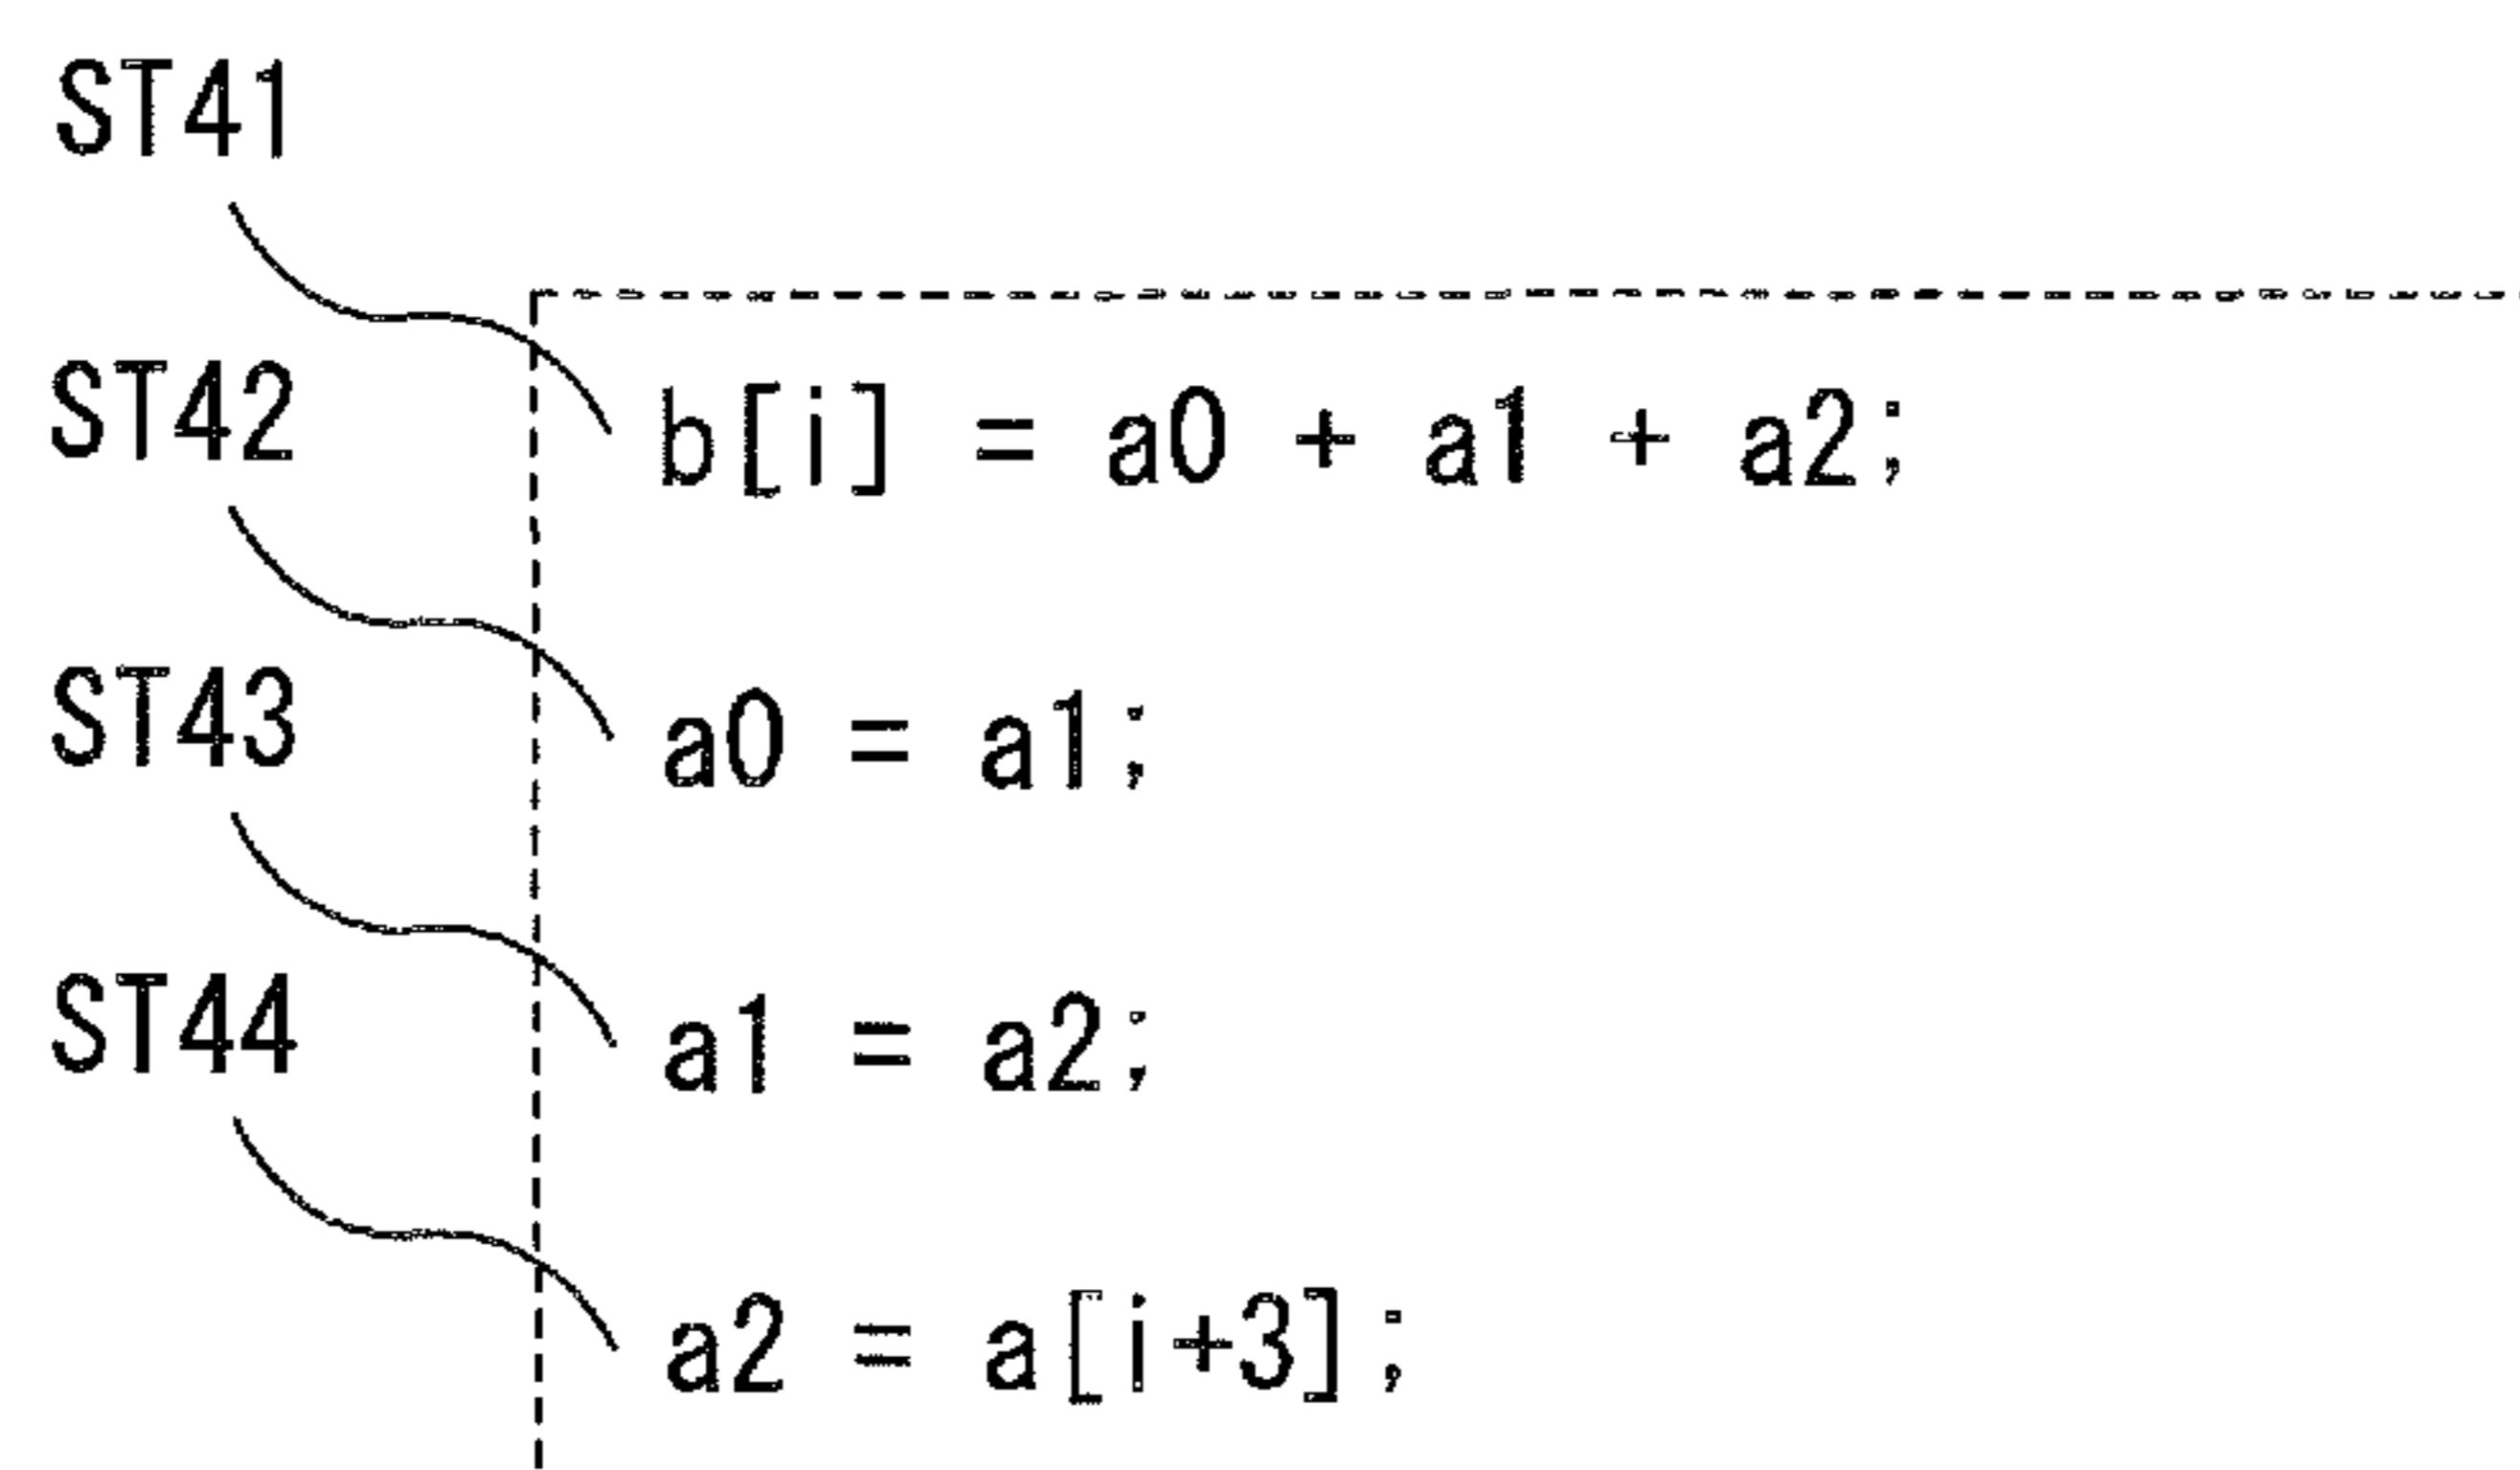 ST41
ST42
b[i] = a0 + a1 + a2;
ST43
a0 = a1;
ST44
a1 = a2;
a2 = a[i+3];